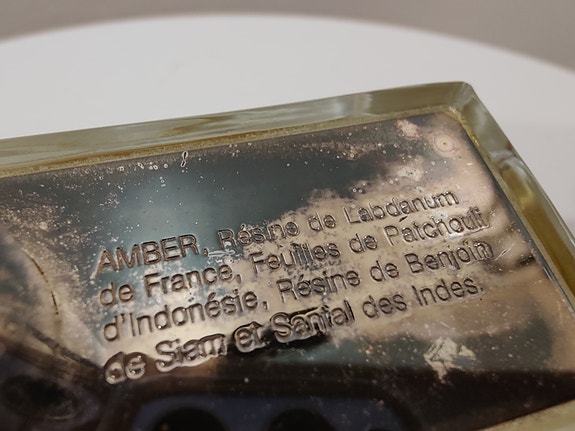 AMBER, Résine de Labdanum
de France, Feuilles de Patchouli
d'Indonésie, Résine de Benjoin
de Siam et Santal des Indes.